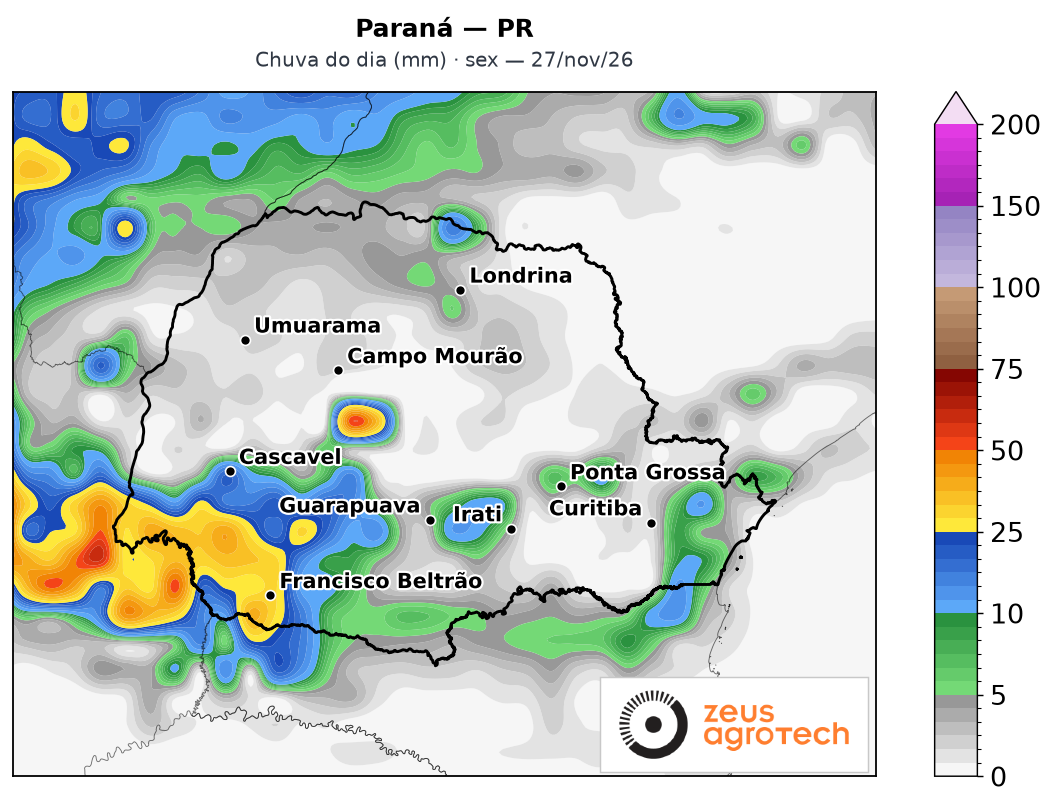 Paraná — PR
Chuva do dia (mm) · sex — 27/nov/26
Londrina
Umuarama
Campo Mourão
Cascavel
Ponta Grossa
Guarapuava
Irati
Curitiba
Francisco Beltrão
200
150
100
75
50
25
10
5
0
zeus
agrotech